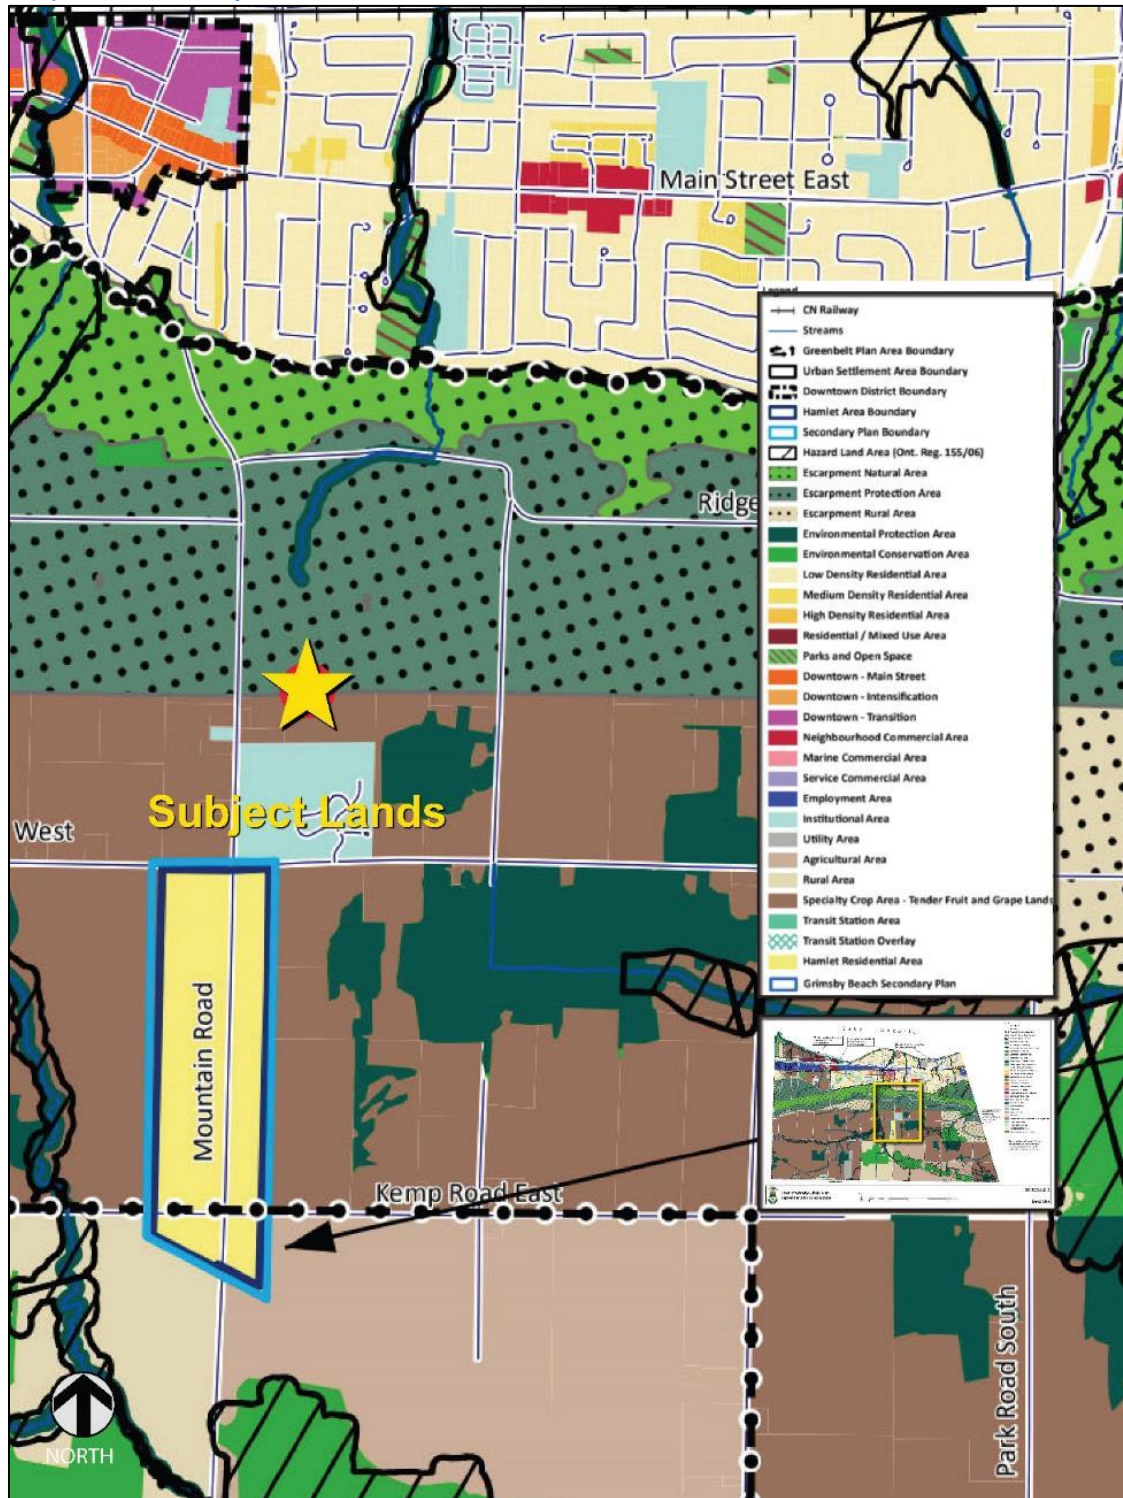 Main Street East
Legend
CN Railway
Streams
Greenbelt Plan Area Boundary
Urban Settlement Area Boundary
Downtown District Boundary
Hamlet Area Boundary
Secondary Plan Boundary
Hazard Land Area (Ont. Reg. 155/06)
Escarpment Natural Area
Escarpment Protection Area
Ridge
Escarpment Rural Area
Environmental Protection Area
Environmental Conservation Area
Low Density Residential Area
Medium Density Residential Area
High Density Residential Area
Residential / Mixed Use Area
Parks and Open Space
Downtown - Main Street
Downtown - Intensification
Downtown - Transition
Neighbourhood Commercial Area
Marine Commercial Area
Service Commercial Area
Employment Area
Institutional Area
Utility Area
Agricultural Area
Rural Area
Specialty Crop Area - Tender Fruit and Grape Lands
Transit Station Area
Transit Station Overlay
Hamlet Residential Area
Grimsby Beach Secondary Plan
Subject Lands
West
Mountain Road
Kemp Road East
Park Road South
NORTH